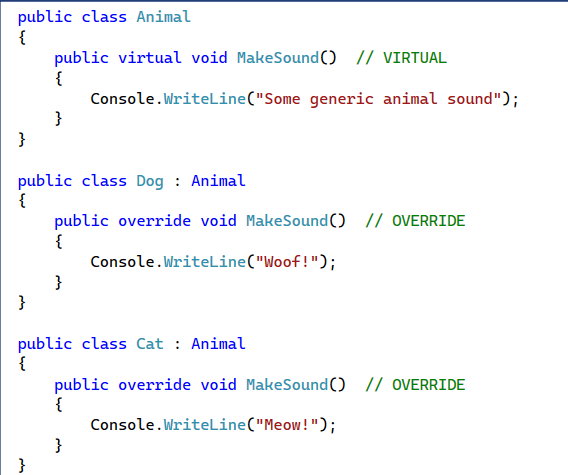 public class Animal
{
    public virtual void MakeSound()  // VIRTUAL
    {
        Console.WriteLine("Some generic animal sound");
    }
}

public class Dog : Animal
{
    public override void MakeSound()  // OVERRIDE
    {
        Console.WriteLine("Woof!");
    }
}

public class Cat : Animal
{
    public override void MakeSound()  // OVERRIDE
    {
        Console.WriteLine("Meow!");
    }
}